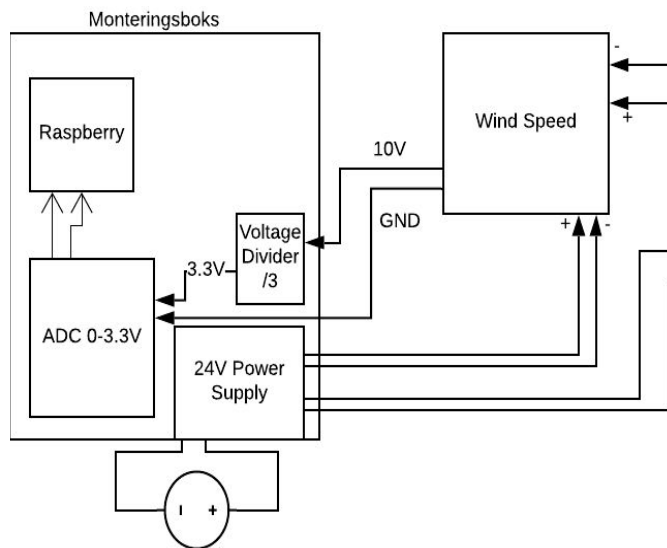 Monteringsboks
-
Raspberry
Wind Speed
+
10V
GND
+
-
Voltage
Divider
/3
3.3V
ADC 0-3.3V
24V Power
Supply
- +